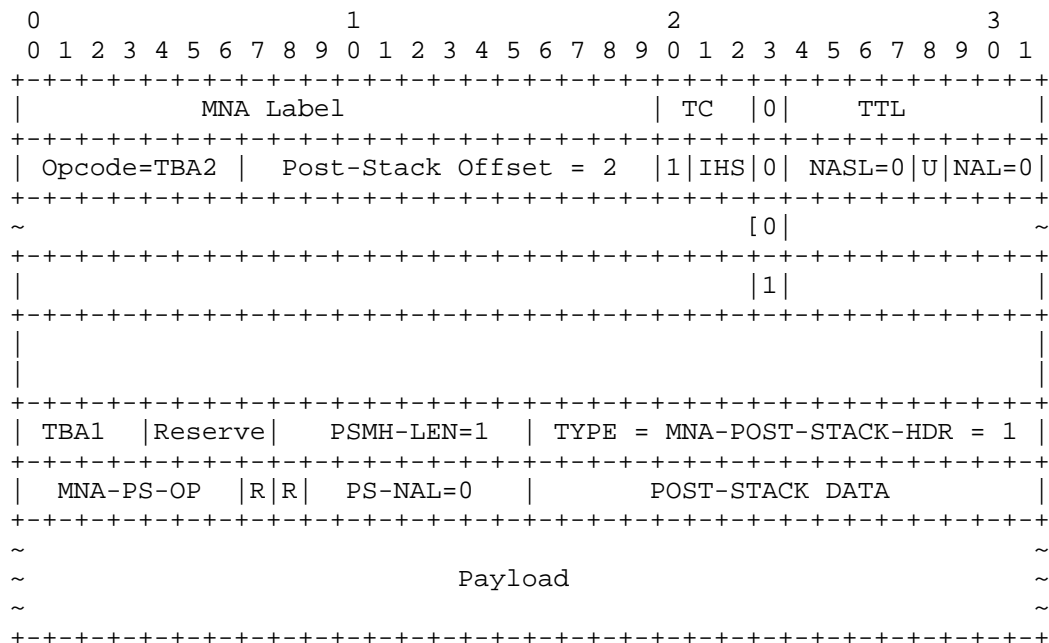 0                   1                   2                   3
 0 1 2 3 4 5 6 7 8 9 0 1 2 3 4 5 6 7 8 9 0 1 2 3 4 5 6 7 8 9 0 1
+-+-+-+-+-+-+-+-+-+-+-+-+-+-+-+-+-+-+-+-+-+-+-+-+-+-+-+-+-+-+-+-+
|           MNA Label                   | TC  |0|    TTL        |
+-+-+-+-+-+-+-+-+-+-+-+-+-+-+-+-+-+-+-+-+-+-+-+-+-+-+-+-+-+-+-+-+
| Opcode=TBA2 |  Post-Stack Offset = 2  |1|IHS|0| NASL=0|U|NAL=0|
+-+-+-+-+-+-+-+-+-+-+-+-+-+-+-+-+-+-+-+-+-+-+-+-+-+-+-+-+-+-+-+-+
~                                             [0|               ~
+-+-+-+-+-+-+-+-+-+-+-+-+-+-+-+-+-+-+-+-+-+-+-+-+-+-+-+-+-+-+-+-+
|                                             |1|               |
+-+-+-+-+-+-+-+-+-+-+-+-+-+-+-+-+-+-+-+-+-+-+-+-+-+-+-+-+-+-+-+-+
|                                                               |
|                                                               |
+-+-+-+-+-+-+-+-+-+-+-+-+-+-+-+-+-+-+-+-+-+-+-+-+-+-+-+-+-+-+-+-+
| TBA1  |Reserve|   PSMH-LEN=1  | TYPE = MNA-POST-STACK-HDR = 1 |
+-+-+-+-+-+-+-+-+-+-+-+-+-+-+-+-+-+-+-+-+-+-+-+-+-+-+-+-+-+-+-+-+
|  MNA-PS-OP  |R|R|  PS-NAL=0   |       POST-STACK DATA         |
+-+-+-+-+-+-+-+-+-+-+-+-+-+-+-+-+-+-+-+-+-+-+-+-+-+-+-+-+-+-+-+-+
~                                                               ~
~                           Payload                             ~
~                                                               ~
+-+-+-+-+-+-+-+-+-+-+-+-+-+-+-+-+-+-+-+-+-+-+-+-+-+-+-+-+-+-+-+-+